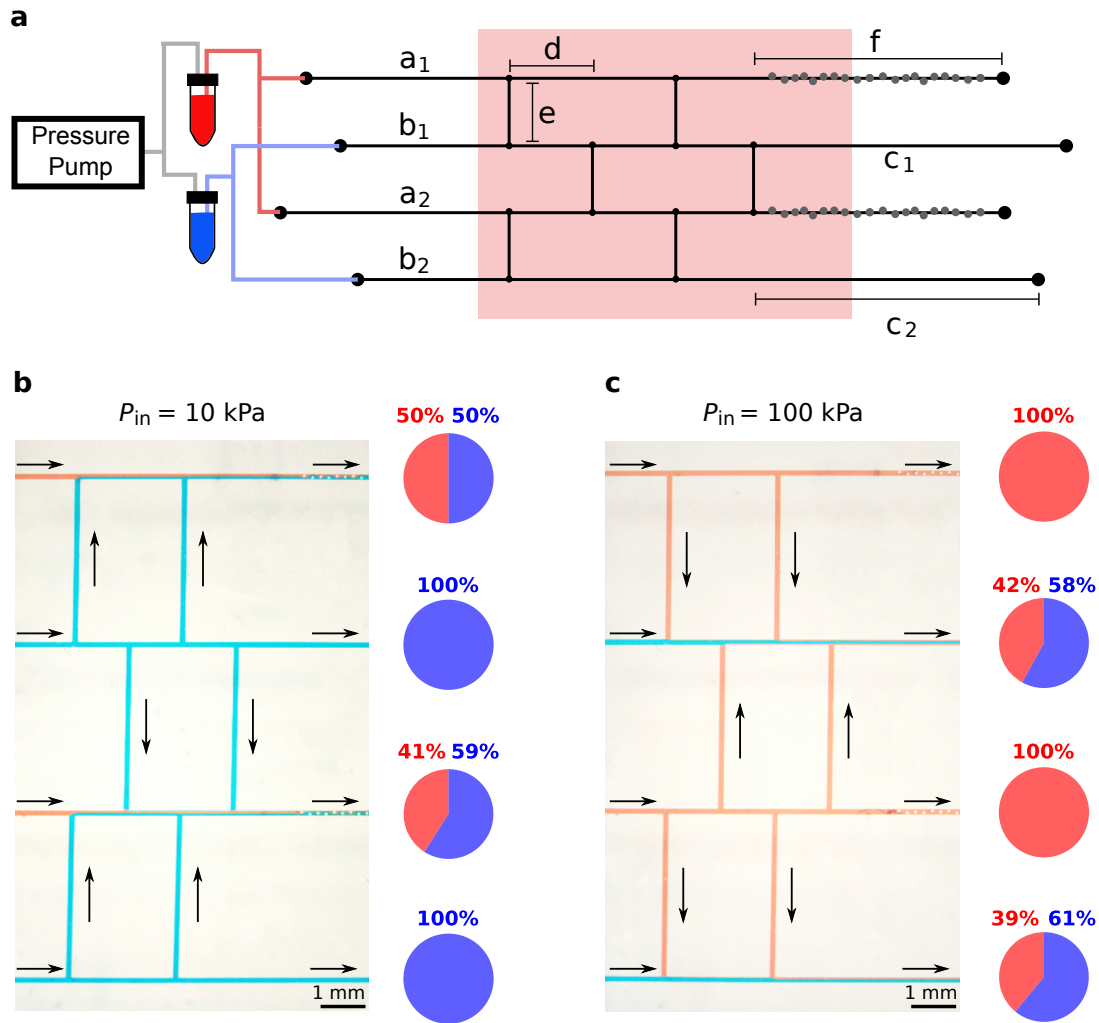 a
Pressure
Pump
a1
b1
a2
b2
d
e
f
c1
c2
b
Pin = 10 kPa
50% 50%
100%
41% 59%
100%
1 mm
c
Pin = 100 kPa
100%
42% 58%
100%
39% 61%
1 mm